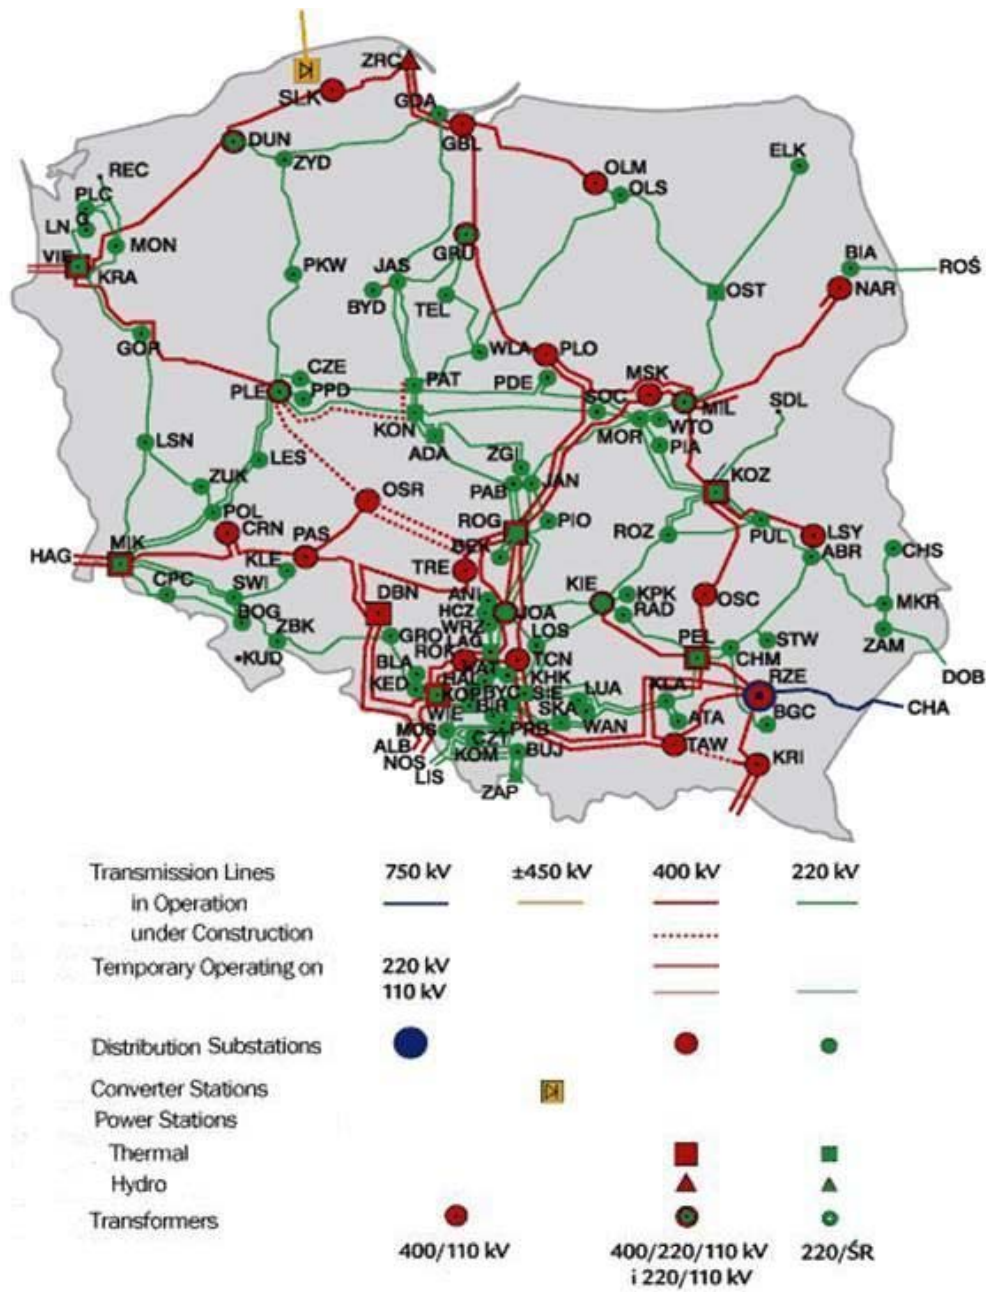 ZRC
SLK
GDA
GBL
DUN
ZYD
OLM
OLS
ELK
REC
PLC
G
LN
MON
VIE
KRA
GRU
JAS
BYD
TEL
PKW
OST
BIA
ROŚ
NAR
GOR
WLA
PLO
CZE
PLE
PPD
PAT
PDE
MSK
SOC
MIL
SDL
KON
ADA
MOR
WTO
PIA
LSN
LES
ZUK
ZGI
PAB
JAN
KOZ
OSR
POL
CRN
PAS
ROG
PIO
ROZ
PUL
LSY
ABR
CHS
HAG
MIK
KLE
BEK
TRE
CPC
SWI
BOG
ZBK
KUD
DBN
ANI
HCZ
WRZ
JOA
KIE
KPK
RAD
OSC
MKR
ZAM
GRO
LAG
ROK
LOS
PEL
CHM
STW
DOB
BLA
KED
KAT
HAL
TCN
KHK
KOP
BYC
SIE
LUA
KLA
RZE
CHA
WIE
BIR
SKA
WAN
ATA
BGC
MOS
PRB
CZT
ALB
NOS
LIS
KOM
BUJ
TAW
KRI
ZAP
Transmission Lines 750 kV ±450 kV 400 kV 220 kV
in Operation
under Construction
Temporary Operating on 220 kV
110 kV
Distribution Substations
Converter Stations
Power Stations
Thermal
Hydro
Transformers
400/110 kV 400/220/110 kV 220/ŚR
i 220/110 kV